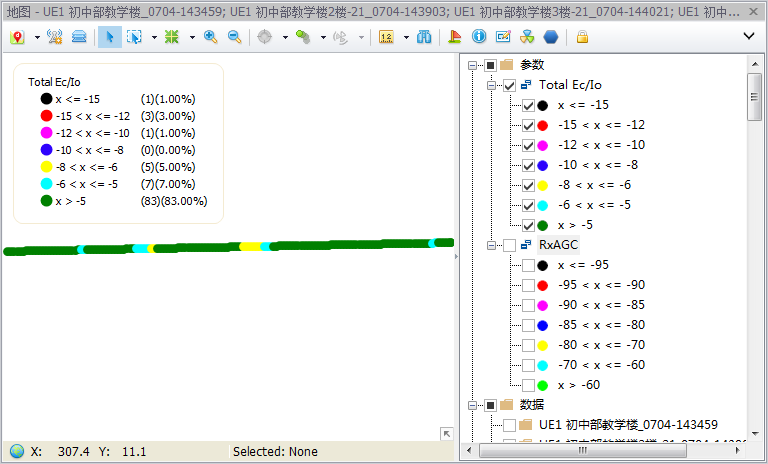 地图 - UE1 初中部教学楼_0704-143459; UE1 初中部教学楼2楼-21_0704-143903; UE1 初中部教学楼3楼-21_0704-144021; UE1 初中...
1.2
Total Ec/Io
x <= -15 (1)(1.00%)
-15 < x <= -12 (3)(3.00%)
-12 < x <= -10 (1)(1.00%)
-10 < x <= -8 (0)(0.00%)
-8 < x <= -6 (5)(5.00%)
-6 < x <= -5 (7)(7.00%)
x > -5 (83)(83.00%)
参数
Total Ec/Io
x <= -15
-15 < x <= -12
-12 < x <= -10
-10 < x <= -8
-8 < x <= -6
-6 < x <= -5
x > -5
RxAGC
x <= -95
-95 < x <= -90
-90 < x <= -85
-85 < x <= -80
-80 < x <= -70
-70 < x <= -60
x > -60
数据
UE1 初中部教学楼_0704-143459
X: 307.4 Y: 11.1 Selected: None